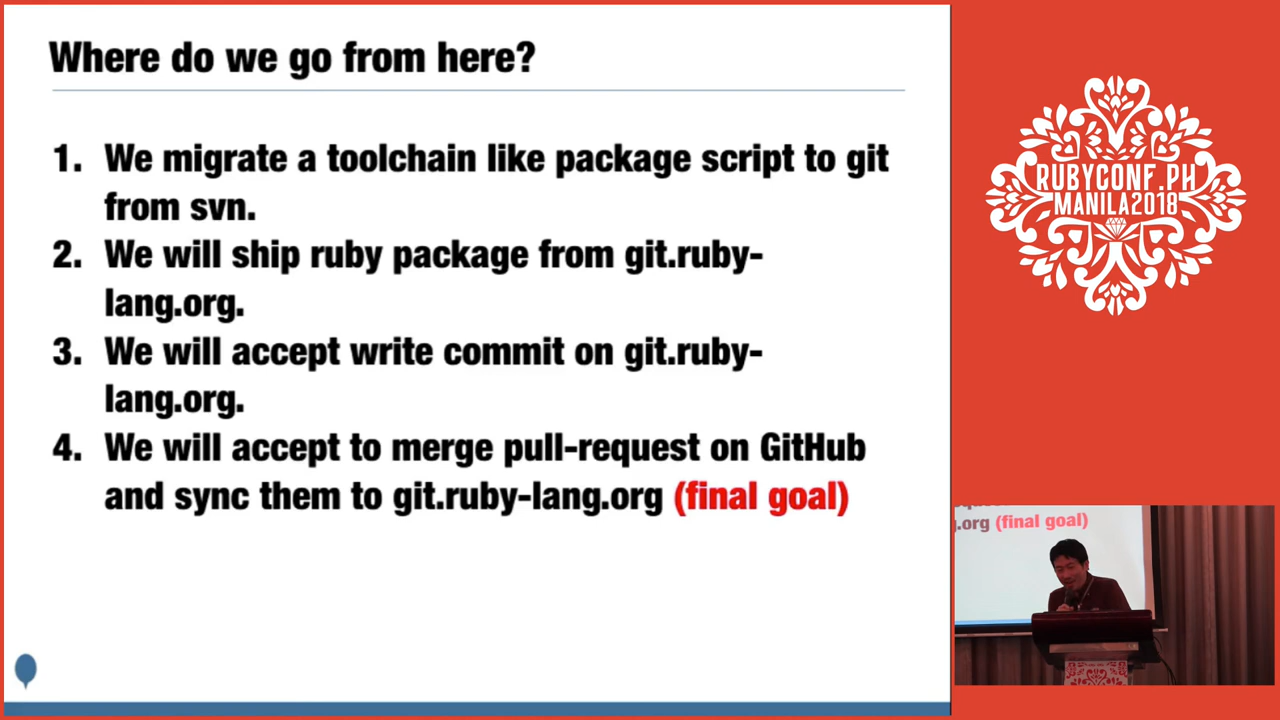 Where do we go from here?
1. We migrate a toolchain like package script to git
from svn.
2. We will ship ruby package from git.ruby-
lang.org.
3. We will accept write commit on git.ruby-
lang.org.
4. We will accept to merge pull-request on GitHub
and sync them to git.ruby-lang.org (final goal)
RUBYCONF.PH
MANILA2018
.org (final goal)